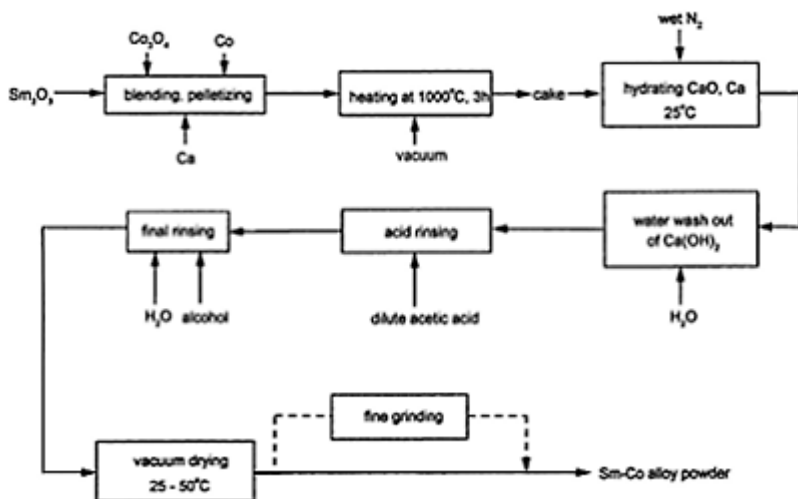 Co₃O₄
Co
wet N₂
Sm₂O₃
blending, pelletizing
heating at 1000°C, 3h
cake
hydrating CaO, Ca
25°C
Ca
vacuum
final rinsing
acid rinsing
water wash out
of Ca(OH)₂
H₂O
alcohol
dilute acetic acid
H₂O
fine grinding
vacuum drying
25 - 50°C
Sm-Co alloy powder